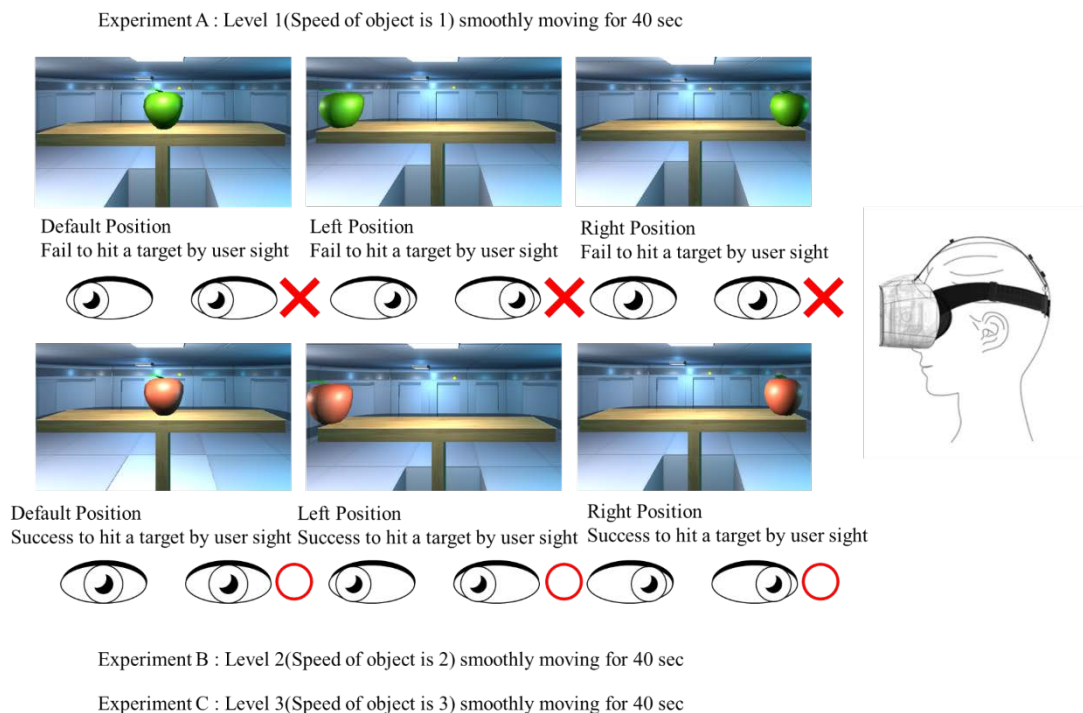 Experiment A : Level 1(Speed of object is 1) smoothly moving for 40 sec
Default Position
Fail to hit a target by user sight
Left Position
Fail to hit a target by user sight
Right Position
Fail to hit a target by user sight
Default Position
Success to hit a target by user sight
Left Position
Success to hit a target by user sight
Right Position
Success to hit a target by user sight
Experiment B : Level 2(Speed of object is 2) smoothly moving for 40 sec
Experiment C : Level 3(Speed of object is 3) smoothly moving for 40 sec